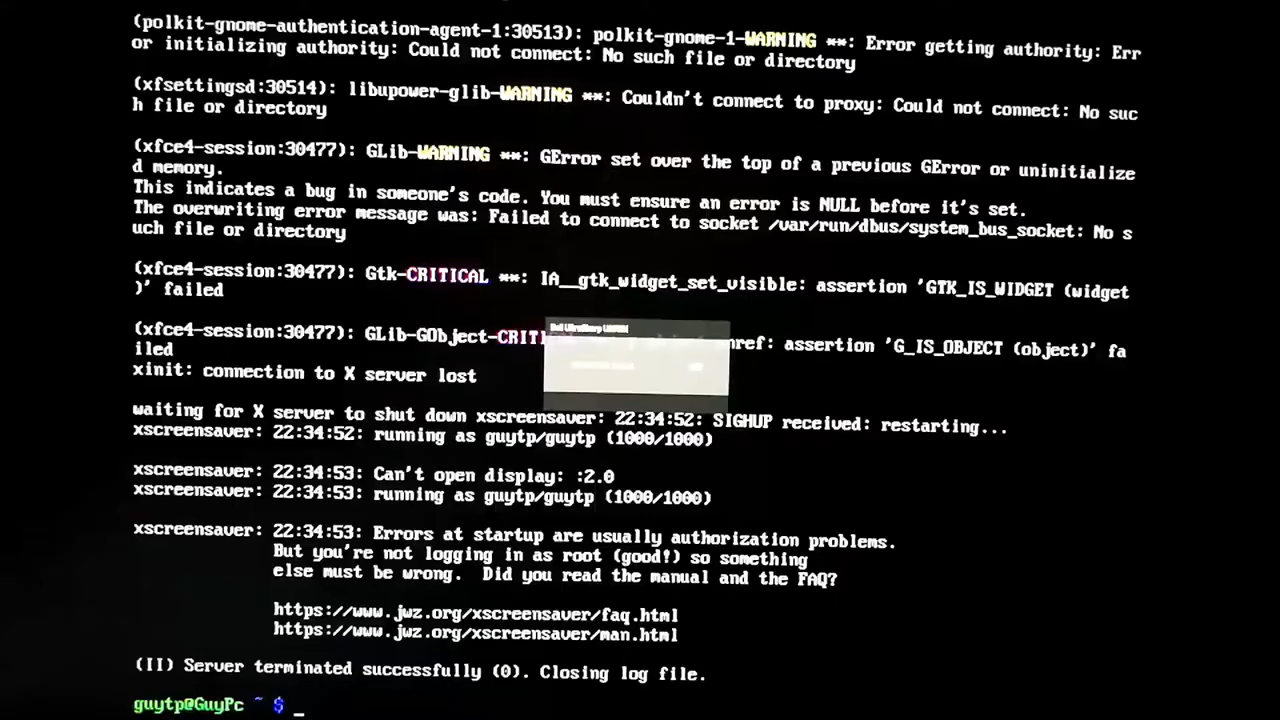 (polkit-gnome-authentication-agent-1:30513): polkit-gnome-1-WARNING **: Error getting authority: Err
or initializing authority: Could not connect: No such file or directory
(xfsettingsd:30514): libupower-glib-WARNING **: Couldn't connect to proxy: Could not connect: No suc
h file or directory
(xfce4-session:30477): GLib-WARNING **: GError set over the top of a previous GError or uninitialize
d memory.
This indicates a bug in someone's code. You must ensure an error is NULL before it's set.
The overwriting error message was: Failed to connect to socket /var/run/dbus/system_bus_socket: No s
uch file or directory
(xfce4-session:30477): Gtk-CRITICAL **: IA__gtk_widget_set_visible: assertion 'GTK_IS_WIDGET (widget
)' failed
(xfce4-session:30477): GLib-GObject-CRIT nref: assertion 'G_IS_OBJECT (object)' fa
iled
xinit: connection to X server lost
waiting for X server to shut down xscreensaver: 22:34:52: SIGHUP received: restarting...
xscreensaver: 22:34:52: running as guytp/guytp (1000/1000)
xscreensaver: 22:34:53: Can't open display: :2.0
xscreensaver: 22:34:53: running as guytp/guytp (1000/1000)
xscreensaver: 22:34:53: Errors at startup are usually authorization problems.
But you're not logging in as root (good!) so something
else must be wrong.  Did you read the manual and the FAQ?
https://www.jwz.org/xscreensaver/faq.html
https://www.jwz.org/xscreensaver/man.html
(II) Server terminated successfully (0). Closing log file.
guytp@GuyPc ~ $ _